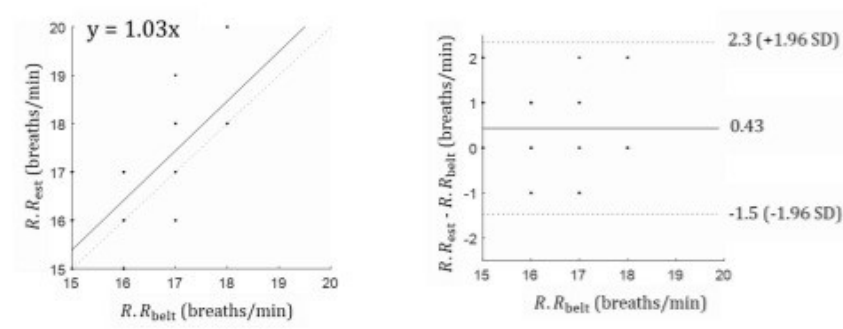 y = 1.03x
20
19
18
17
16
15
R.R_est (breaths/min)
15 16 17 18 19 20
R.R_belt (breaths/min)
2.3 (+1.96 SD)
0.43
-1.5 (-1.96 SD)
2
1
0
-1
-2
R.R_est - R.R_belt (breaths/min)
15 16 17 18 19 20
R.R_belt (breaths/min)